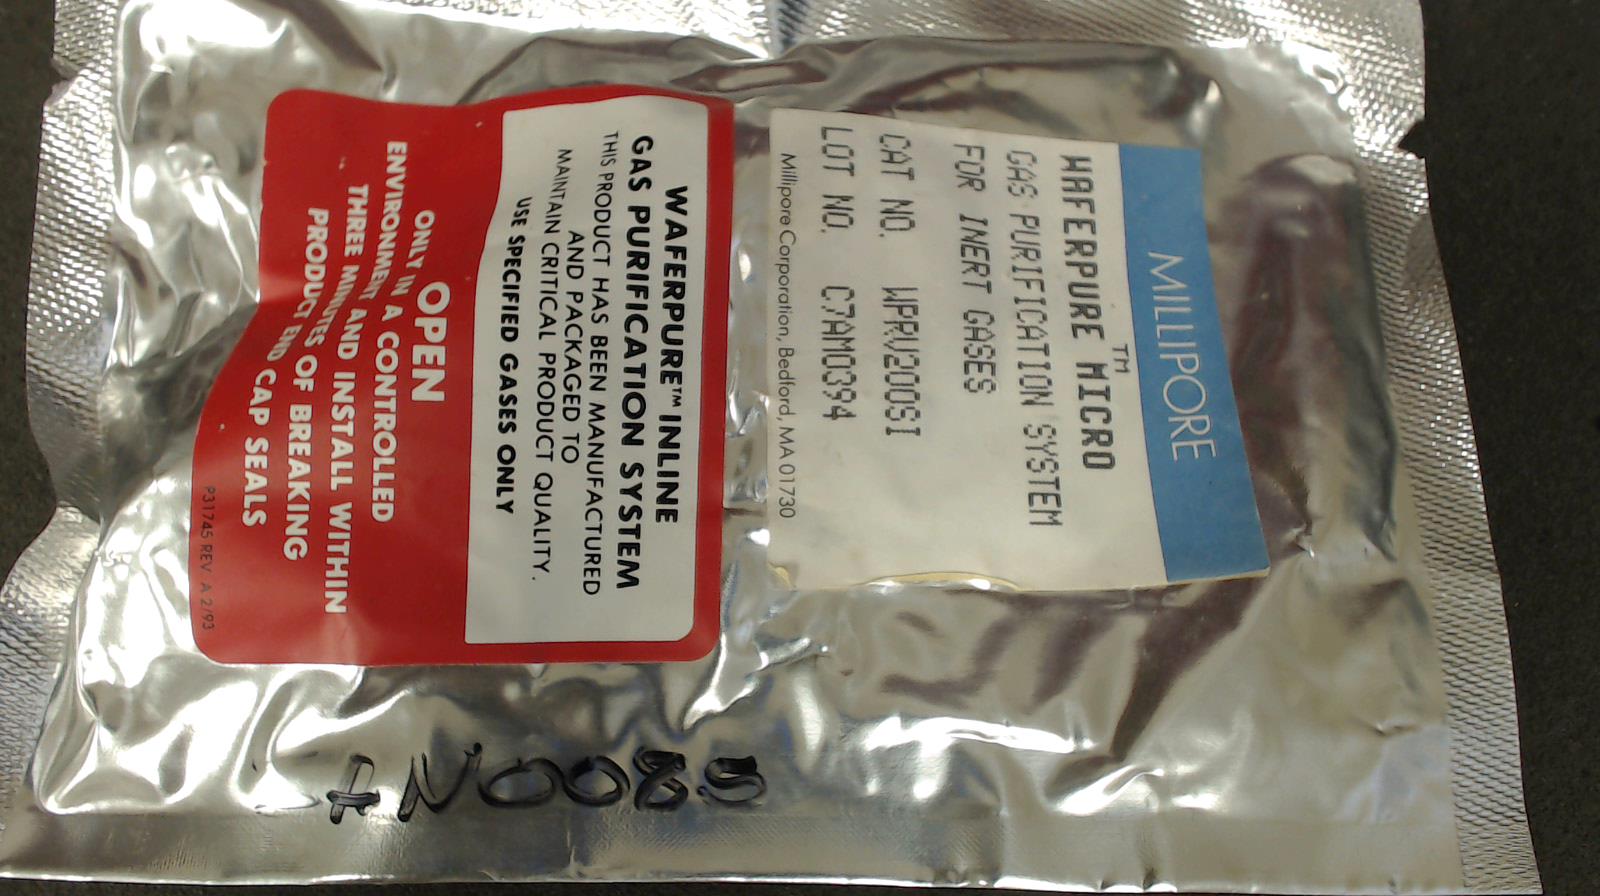 MILLIPORE
WAFERPURE MICRO™
GAS PURIFICATION SYSTEM
FOR INERT GASES
CAT NO. WPRV200SI
LOT NO. C7AM0394
Millipore Corporation, Bedford, MA 01730
WAFERPURE™ INLINE
GAS PURIFICATION SYSTEM
THIS PRODUCT HAS BEEN MANUFACTURED
AND PACKAGED TO
MAINTAIN CRITICAL PRODUCT QUALITY.
USE SPECIFIED GASES ONLY
OPEN
ONLY IN A CONTROLLED
ENVIRONMENT AND INSTALL WITHIN
THREE MINUTES OF BREAKING
PRODUCT END CAP SEALS
P31745 REV A 2/93